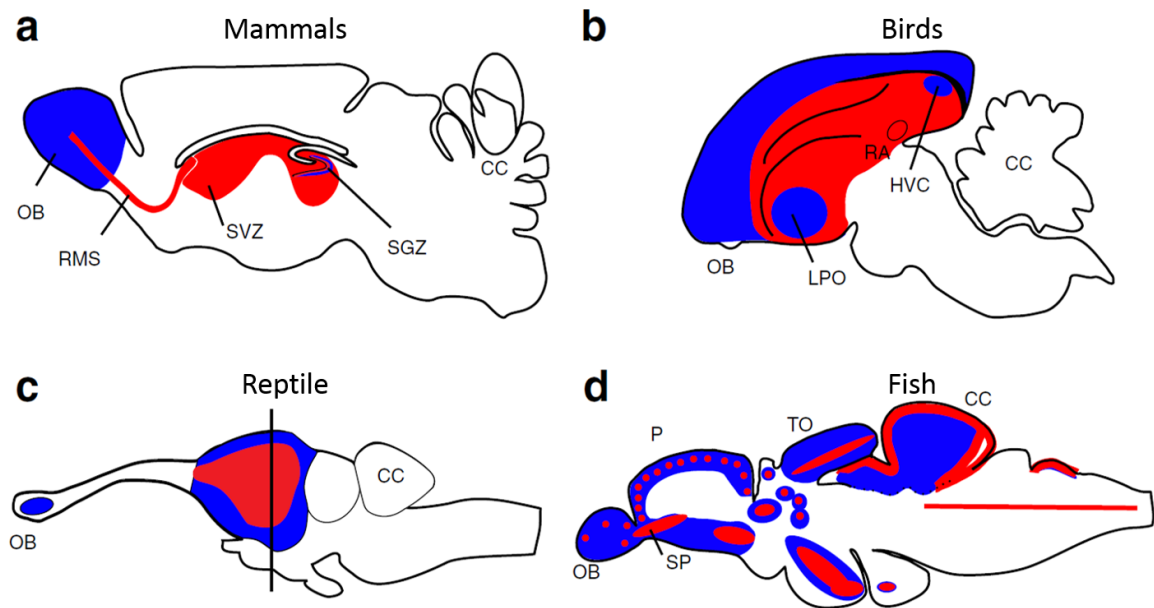 a Mammals
OB
RMS
SVZ
SGZ
CC
b Birds
RA
HVC
CC
OB
LPO
c Reptile
CC
OB
d Fish
CC
TO
P
OB
SP